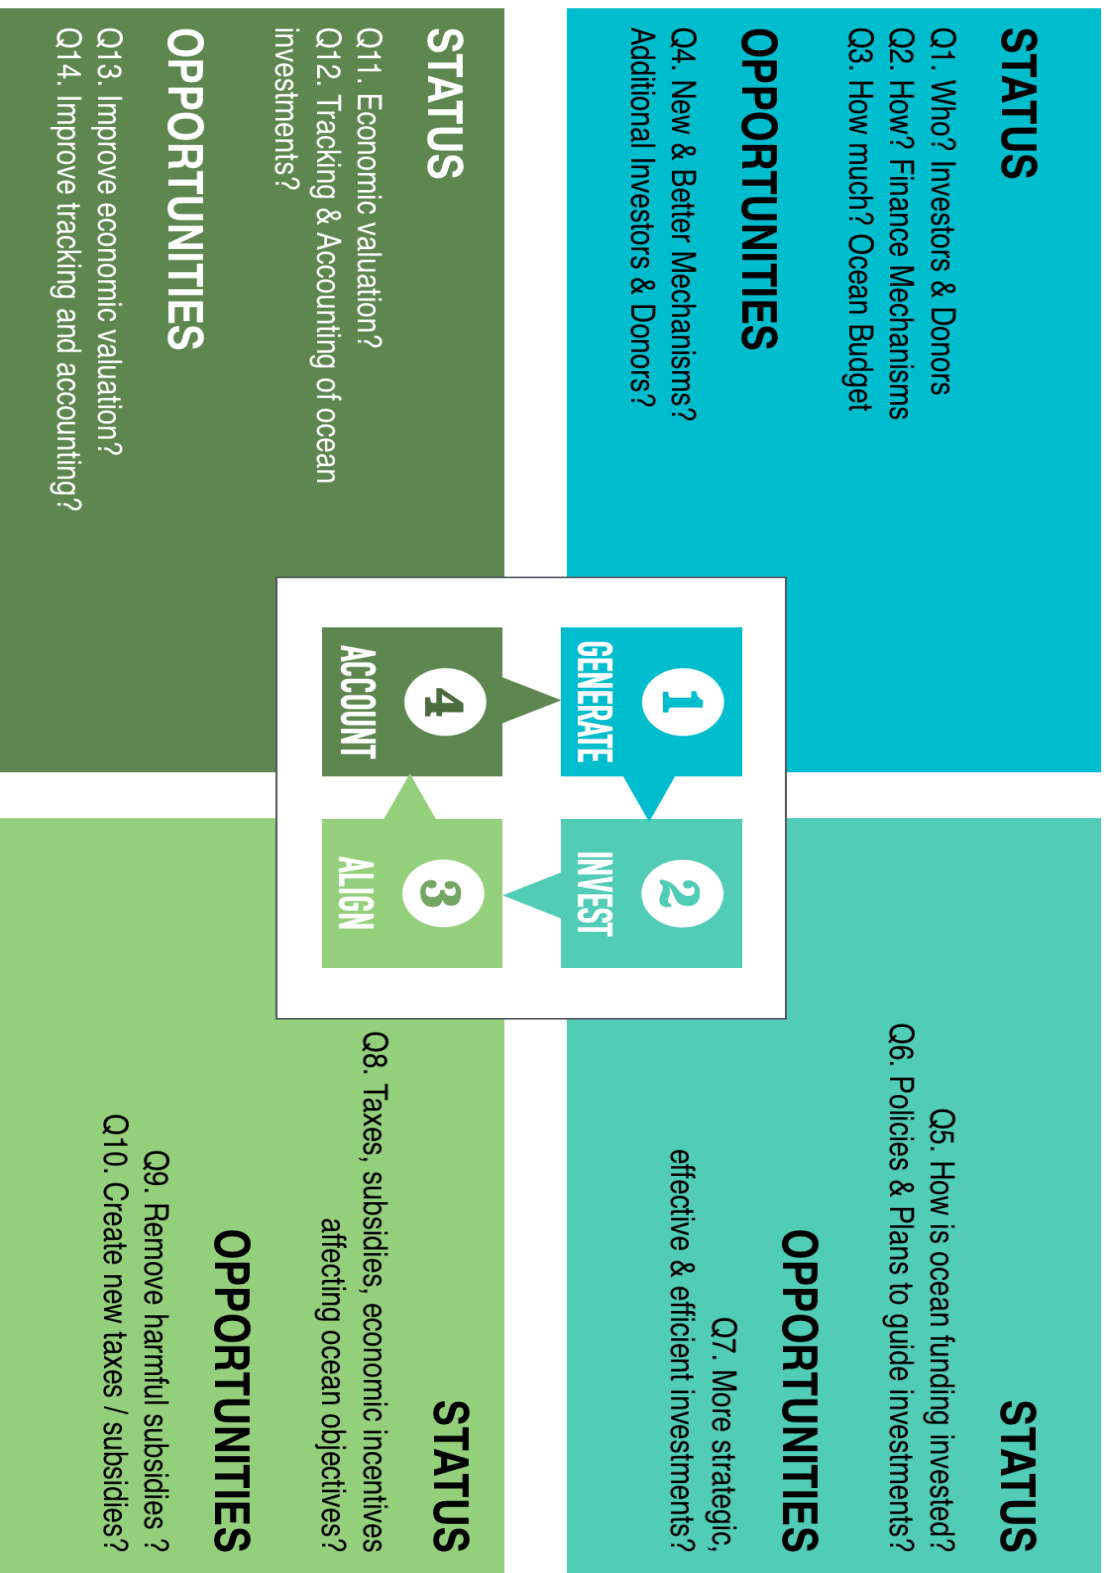 STATUS
Q1. Who? Investors & Donors
Q2. How? Finance Mechanisms
Q3. How much? Ocean Budget
OPPORTUNITIES
Q4. New & Better Mechanisms?
Additional Investors & Donors?
STATUS
Q5. How is ocean funding invested?
Q6. Policies & Plans to guide investments?
OPPORTUNITIES
Q7. More strategic,
effective & efficient investments?
1
GENERATE
2
INVEST
4
ACCOUNT
3
ALIGN
STATUS
Q11. Economic valuation?
Q12. Tracking & Accounting of ocean
investments?
OPPORTUNITIES
Q13. Improve economic valuation?
Q14. Improve tracking and accounting?
STATUS
Q8. Taxes, subsidies, economic incentives
affecting ocean objectives?
OPPORTUNITIES
Q9. Remove harmful subsidies ?
Q10. Create new taxes / subsidies?